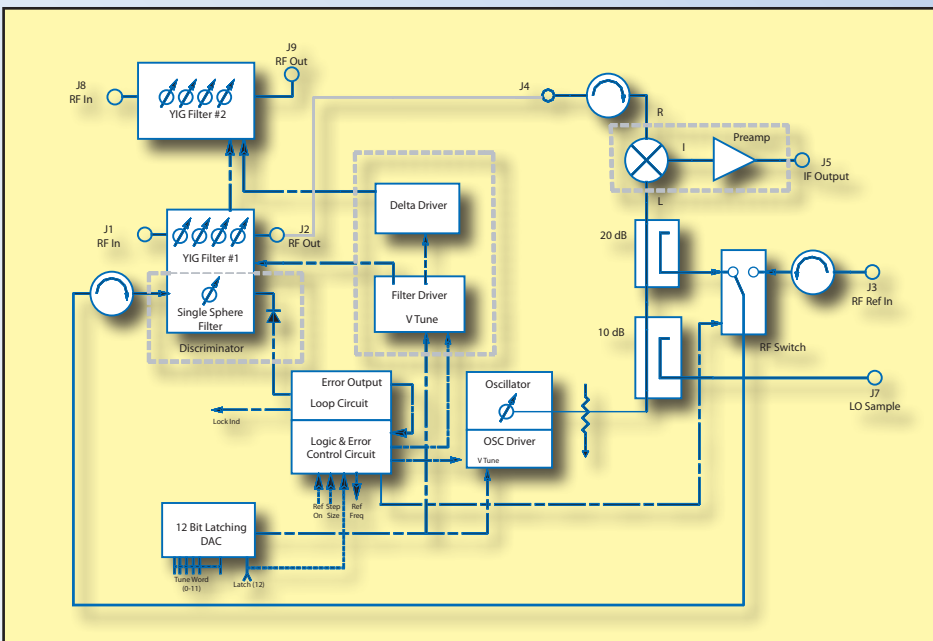 J9
RF Out
J8
RF In
YIG Filter #2
J4
R
Preamp
I
J5
IF Output
L
Delta Driver
J1
RF In
J2
RF Out
YIG Filter #1
20 dB
Filter Driver
V Tune
J3
RF Ref In
Single Sphere
Filter
Discriminator
10 dB
RF Switch
Error Output
Loop Circuit
Oscillator
J7
LO Sample
Lock Ind
Logic & Error
Control Circuit
OSC Driver
V Tune
Ref
On
Step
Size
Ref
Freq
12 Bit Latching
DAC
Tune Word
(0-11)
Latch (12)